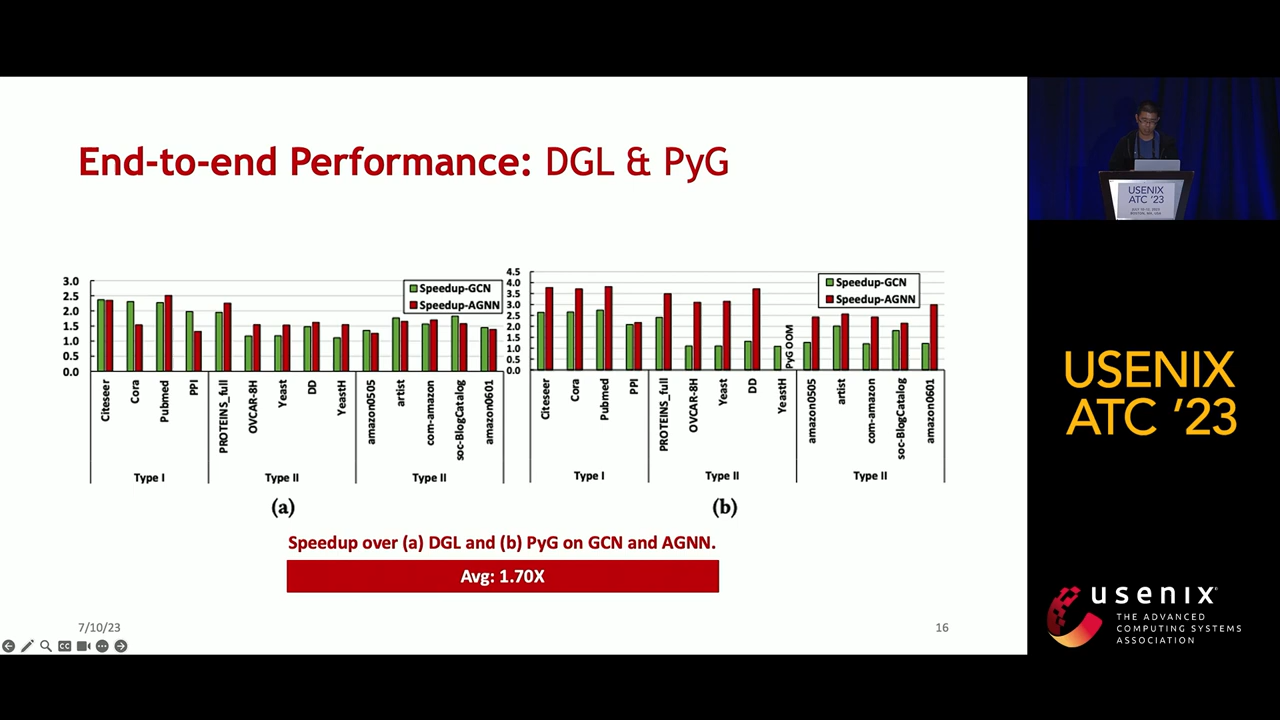 End-to-end Performance: DGL & PyG
3.0
2.5
2.0
1.5
1.0
0.5
0.0
Speedup-GCN
Speedup-AGNN
Citeseer
Cora
Pubmed
PPI
PROTEINS_full
OVCAR-8H
Yeast
DD
YeastH
amazon0505
artist
com-amazon
soc-BlogCatalog
amazon0601
Type I
Type II
Type II
(a)
4.5
4.0
3.5
3.0
2.5
2.0
1.5
1.0
0.5
0.0
Speedup-GCN
Speedup-AGNN
PyG OOM
Citeseer
Cora
Pubmed
PPI
PROTEINS_full
OVCAR-8H
Yeast
DD
YeastH
amazon0505
artist
com-amazon
soc-BlogCatalog
amazon0601
Type I
Type II
Type II
(b)
Speedup over (a) DGL and (b) PyG on GCN and AGNN.
Avg: 1.70X
7/10/23
16
USENIX
ATC '23
USENIX
ATC '23
usenix
THE ADVANCED
COMPUTING SYSTEMS
ASSOCIATION